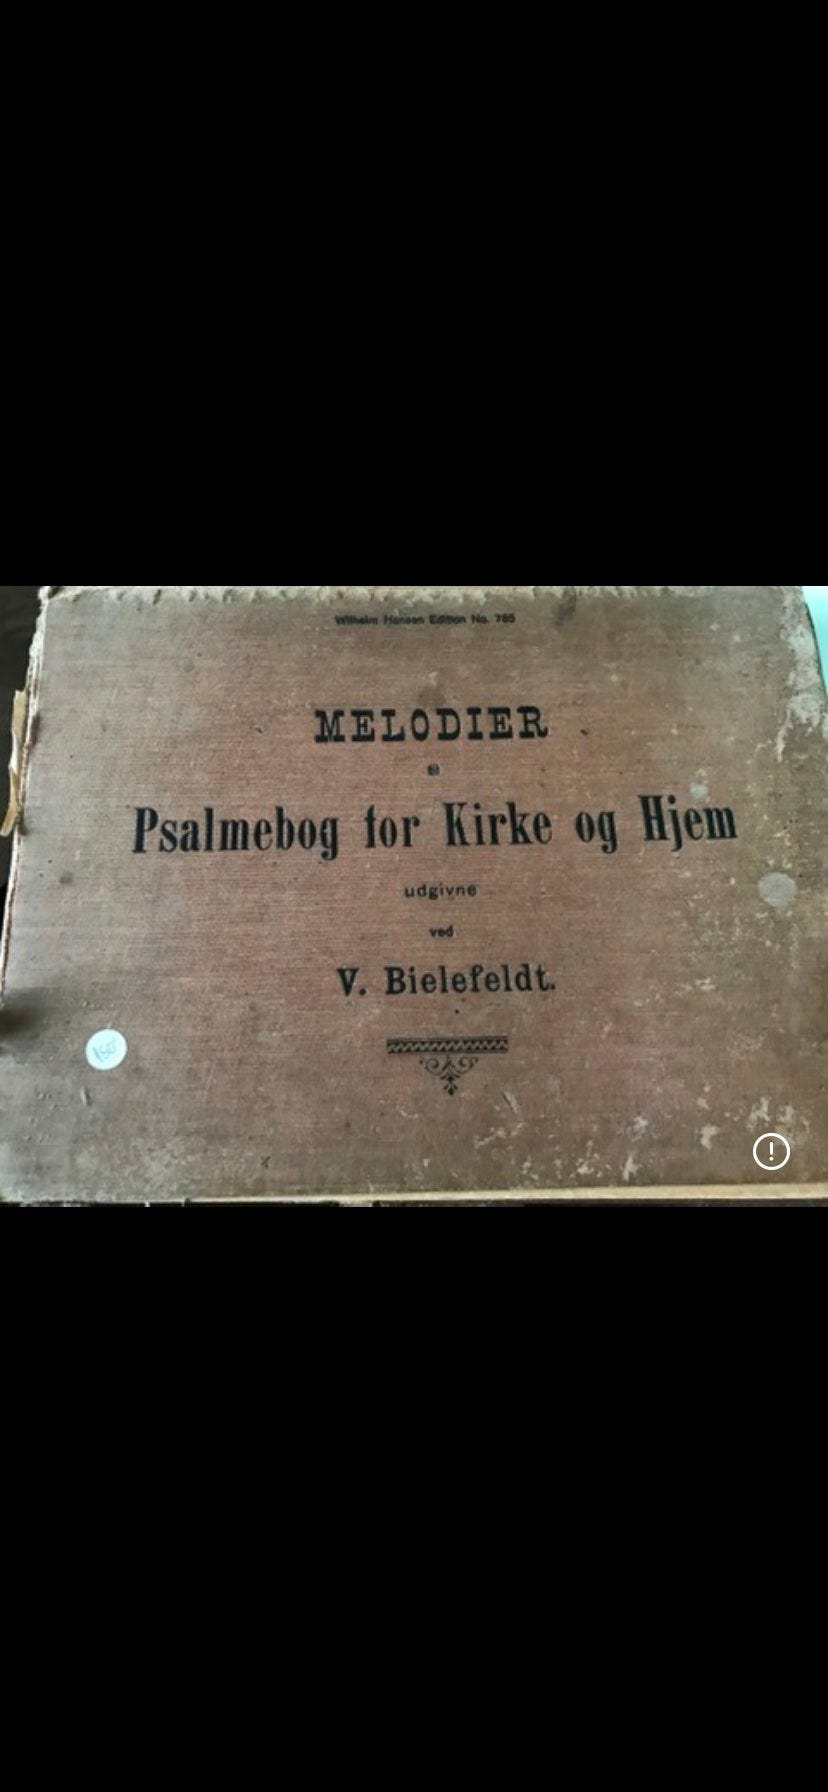 Wilhelm Hansen Edition No. 765
MELODIER
til
Psalmebog for Kirke og Hjem
udgivne
ved
V. Bielefeldt.